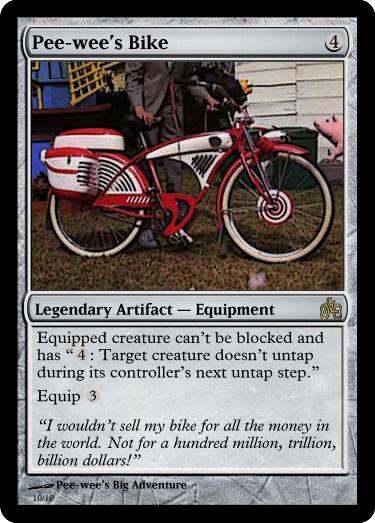 Pee-wee's Bike 4
Legendary Artifact — Equipment
Equipped creature can't be blocked and
has “ 4 : Target creature doesn't untap
during its controller's next untap step.”
Equip 3
“I wouldn't sell my bike for all the money in
the world. Not for a hundred million, trillion,
billion dollars!”
Pee-wee's Big Adventure
10/10